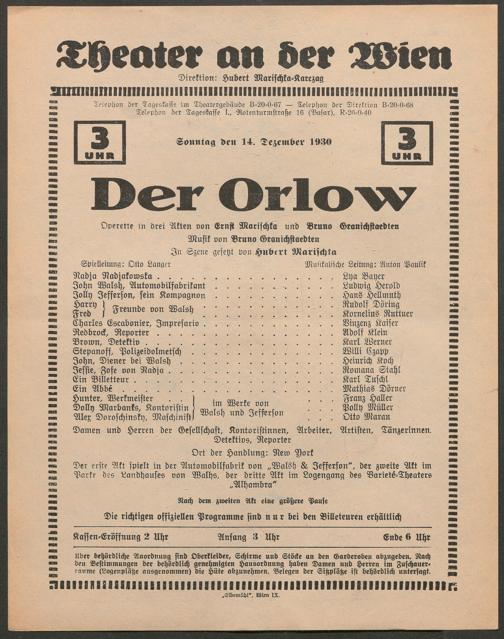 Theater an der Wien
Direktion: Hubert Marischka-Karczag
Telephon der Tageskasse im Theatergebäude B-20-0-67 — Telephon der Direktion B-20-0-68
Telephon der Tageskasse I., Rotenturmstraße 16 (Basar), R-26-0-40
3 UHR
Sonntag den 14. Dezember 1930
3 UHR
Der Orlow
Operette in drei Akten von Ernst Marischka und Bruno Granichstaedten
Musik von Bruno Granichstaedten
In Szene gesetzt von Hubert Marischka
Spielleitung: Otto Langer Musikalische Leitung: Anton Paulik
Nadja Nadjakowska . . . Lya Bayer
John Walsh, Automobilfabrikant . . . Ludwig Herold
Jolly Jefferson, sein Kompagnon . . . Hans Hellmuth
Harry } Freunde von Walsh . . . Rudolf Döring
Fred } Freunde von Walsh . . . Kornelius Ruttner
Charles Escabonier, Impresario . . . Vinzenz Kaiser
Redbrock, Reporter . . . Adolf Klein
Brown, Detektiv . . . Karl Werner
Stepanoff, Polizeidolmetsch . . . Willi Czapp
John, Diener bei Walsh . . . Heinrich Koch
Jessie, Zofe von Nadja . . . Romana Stahl
Ein Billetteur . . . Karl Tuschl
Ein Abbé . . . Mathias Dörner
Hunter, Werkmeister } im Werke von Walsh und Jefferson . . . Franz Haller
Dolly Marbanks, Kontoristin } . . . Polly Müller
Alex Doroschinsky, Maschinist } . . . Otto Maran
Damen und Herren der Gesellschaft, Kontoristinnen, Arbeiter, Artisten, Tänzerinnen.
Detektivs, Reporter
Ort der Handlung: New York
Der erste Akt spielt in der Automobilfabrik von „Walsh & Jefferson", der zweite Akt im
Parke des Landhauses von Walhs, der dritte Akt im Logengang des Varieté-Theaters
„Alhambra"
Nach dem zweiten Akt eine größere Pause
Die richtigen offiziellen Programme sind nur bei den Billeteuren erhältlich
Kassen-Eröffnung 2 Uhr Anfang 3 Uhr Ende 6 Uhr
Über behördliche Anordnung sind Oberkleider, Schirme und Stöcke an den Garderoben abzugeben. Nach
den Bestimmungen der behördlich genehmigten Hausordnung haben Damen und Herren im Zuschauer-
raume (Logenplätze ausgenommen) die Hüte abzunehmen. Belegen der Sitzplätze ist behördlich untersagt.
„Elbemühl", Wien IX.